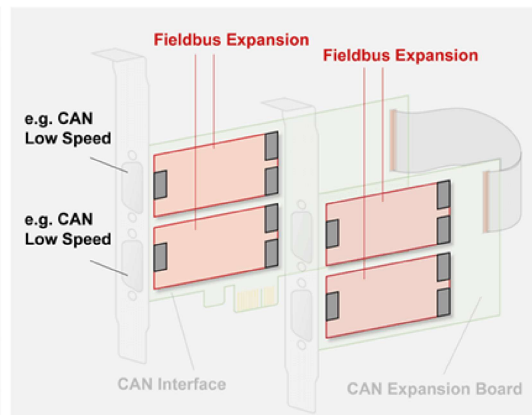 Fieldbus Expansion
Fieldbus Expansion
e.g. CAN
Low Speed
e.g. CAN
Low Speed
CAN Interface
CAN Expansion Board